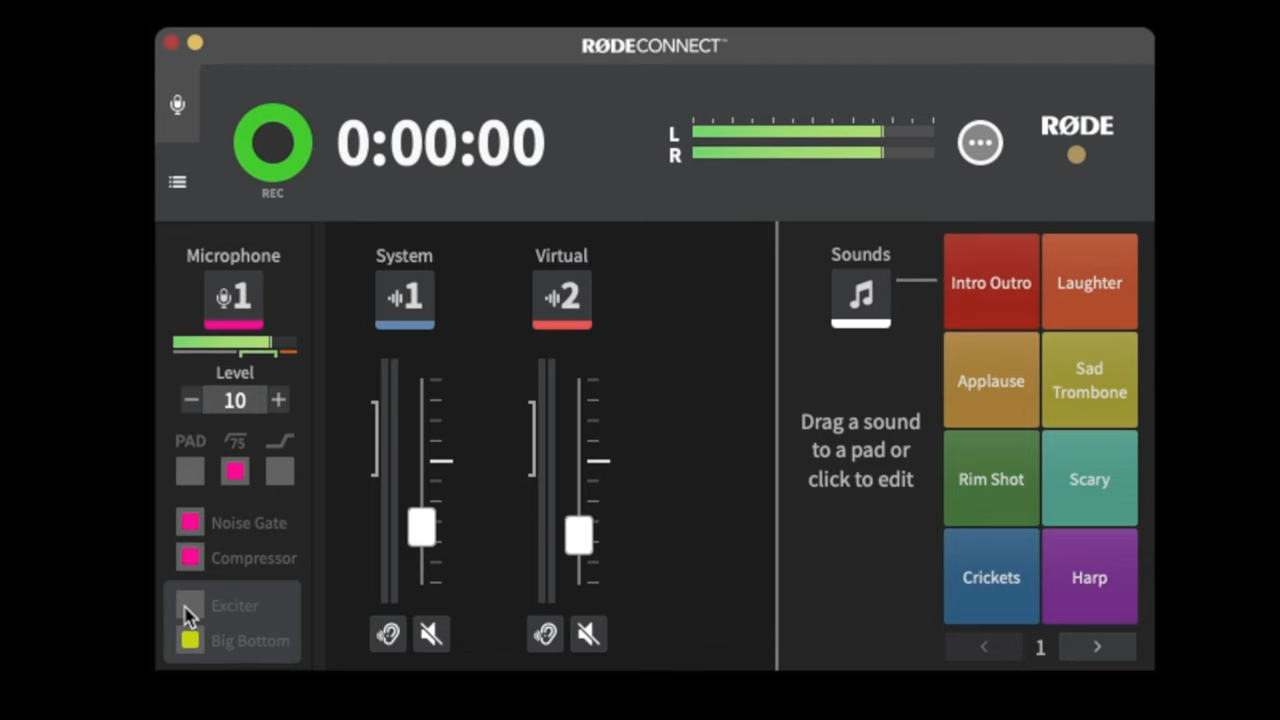 RØDECONNECT™
0:00:00
REC
L
R
RØDE
Microphone
1
Level
− 10 +
PAD 75
Noise Gate
Compressor
Exciter
Big Bottom
System
1
Virtual
2
Sounds
Drag a sound
to a pad or
click to edit
Intro Outro
Laughter
Applause
Sad
Trombone
Rim Shot
Scary
Crickets
Harp
< 1 >